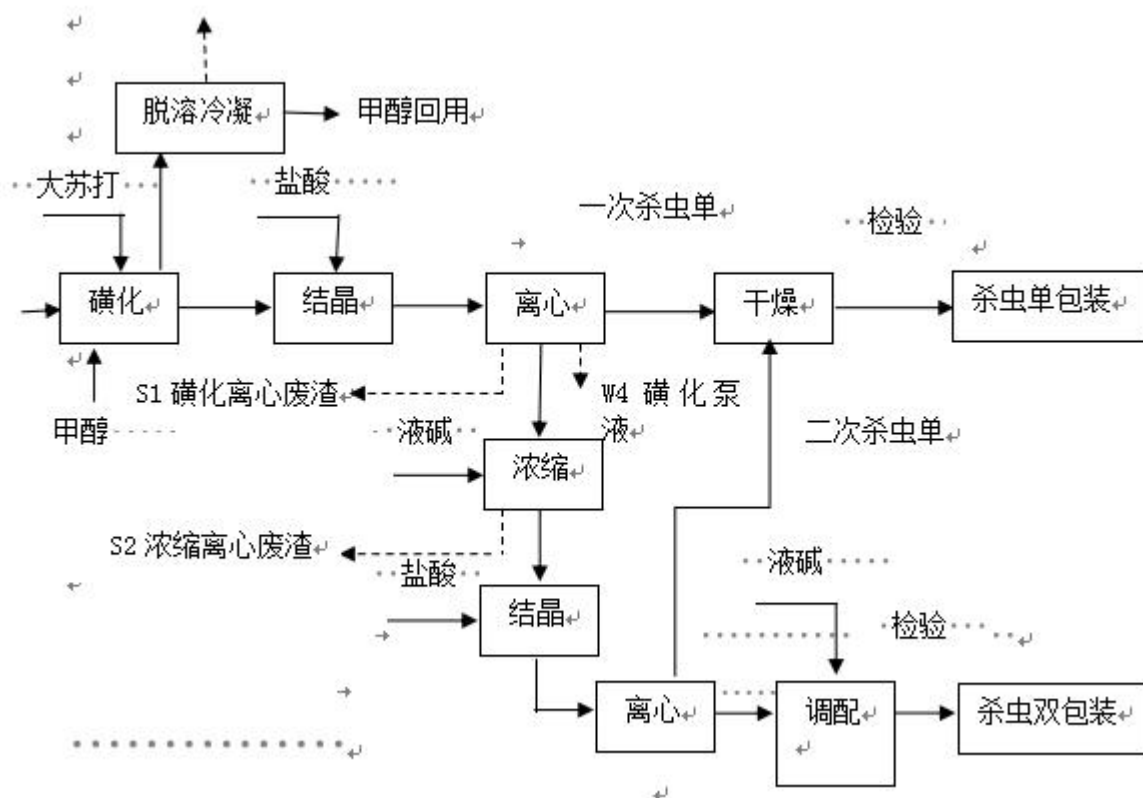 脱溶冷凝
甲醇回用
大苏打
盐酸
一次杀虫单
检验
磺化
结晶
离心
干燥
杀虫单包装
S1 磺化离心废渣
W4 磺化泵
液
甲醇
液碱
二次杀虫单
浓缩
S2 浓缩离心废渣
盐酸
液碱
结晶
检验
离心
调配
杀虫双包装